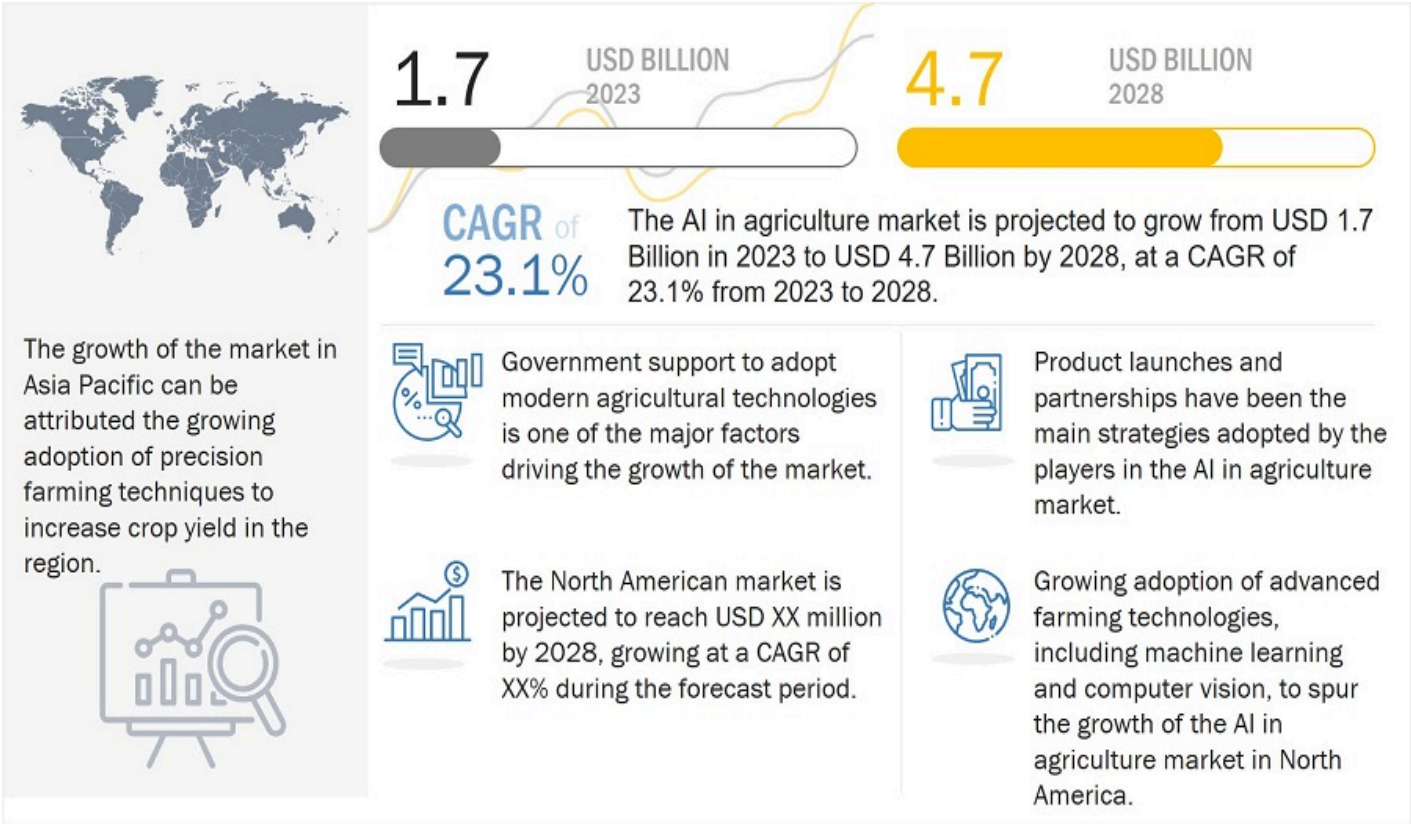 1.7
USD BILLION
2023
4.7
USD BILLION
2028
CAGR of
23.1%
The AI in agriculture market is projected to grow from USD 1.7
Billion in 2023 to USD 4.7 Billion by 2028, at a CAGR of
23.1% from 2023 to 2028.
The growth of the market in
Asia Pacific can be
attributed the growing
adoption of precision
farming techniques to
increase crop yield in the
region.
%
Government support to adopt
modern agricultural technologies
is one of the major factors
driving the growth of the market.
Product launches and
partnerships have been the
main strategies adopted by the
players in the AI in agriculture
market.
$
The North American market is
projected to reach USD XX million
by 2028, growing at a CAGR of
XX% during the forecast period.
Growing adoption of advanced
farming technologies,
including machine learning
and computer vision, to spur
the growth of the AI in
agriculture market in North
America.